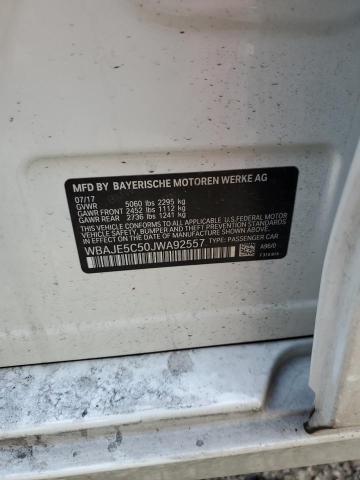 MFD BY BAYERISCHE MOTOREN WERKE AG
07/17
GVWR 5060 lbs 2295 kg
GAWR FRONT 2452 lbs 1112 kg
GAWR REAR 2736 lbs 1241 kg
THIS VEHICLE CONFORMS TO ALL APPLICABLE U.S. FEDERAL MOTOR
VEHICLE SAFETY, BUMPER AND THEFT PREVENTION STANDARDS
IN EFFECT ON THE DATE OF MANUFACTURE SHOWN ABOVE.
WBAJE5C50JWA92557 TYPE: PASSENGER CAR
A96/0